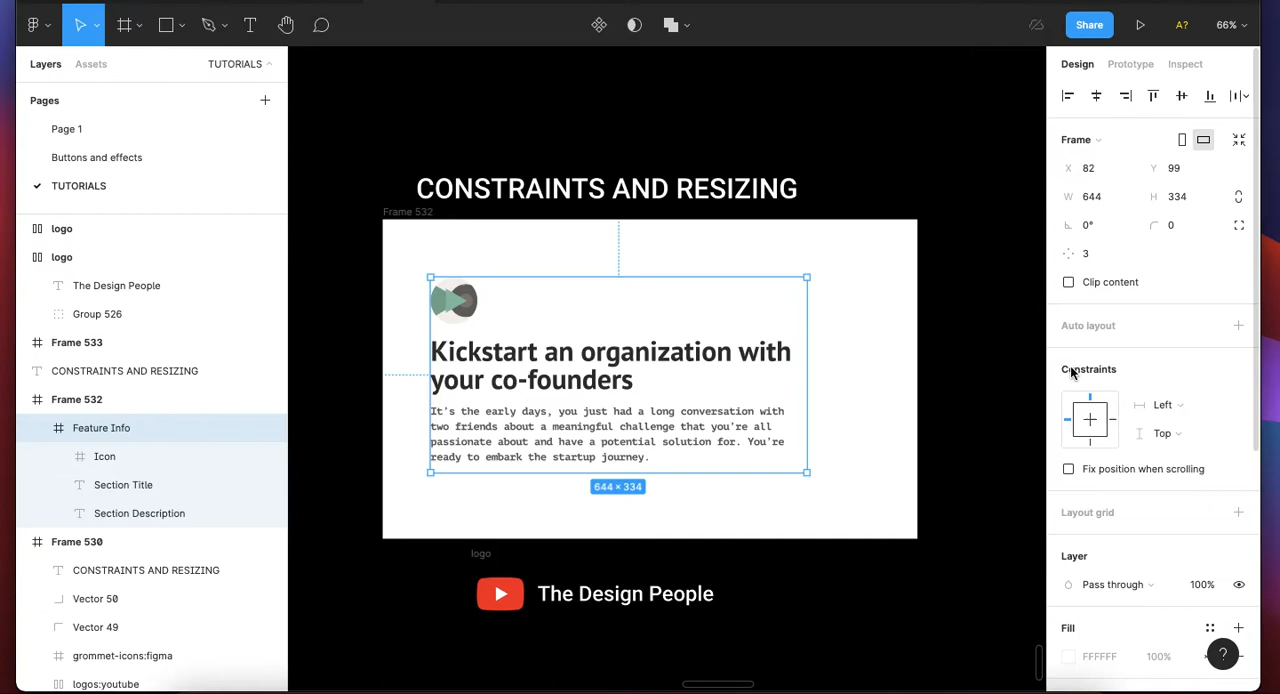 Share
A?
66%
Layers
Assets
TUTORIALS
Pages
Page 1
Buttons and effects
TUTORIALS
logo
logo
The Design People
Group 526
Frame 533
CONSTRAINTS AND RESIZING
Frame 532
Feature Info
Icon
Section Title
Section Description
Frame 530
CONSTRAINTS AND RESIZING
Vector 50
Vector 49
grommet-icons:figma
logos:youtube
CONSTRAINTS AND RESIZING
Frame 532
Kickstart an organization with
your co-founders
It's the early days, you just had a long conversation with
two friends about a meaningful challenge that you're all
passionate about and have a potential solution for. You're
ready to embark the startup journey.
644 × 334
logo
The Design People
Design
Prototype
Inspect
Frame
X 82
Y 99
W 644
H 334
0°
0
3
Clip content
Auto layout
Constraints
Left
Top
Fix position when scrolling
Layout grid
Layer
Pass through
100%
Fill
FFFFFF
100%
?